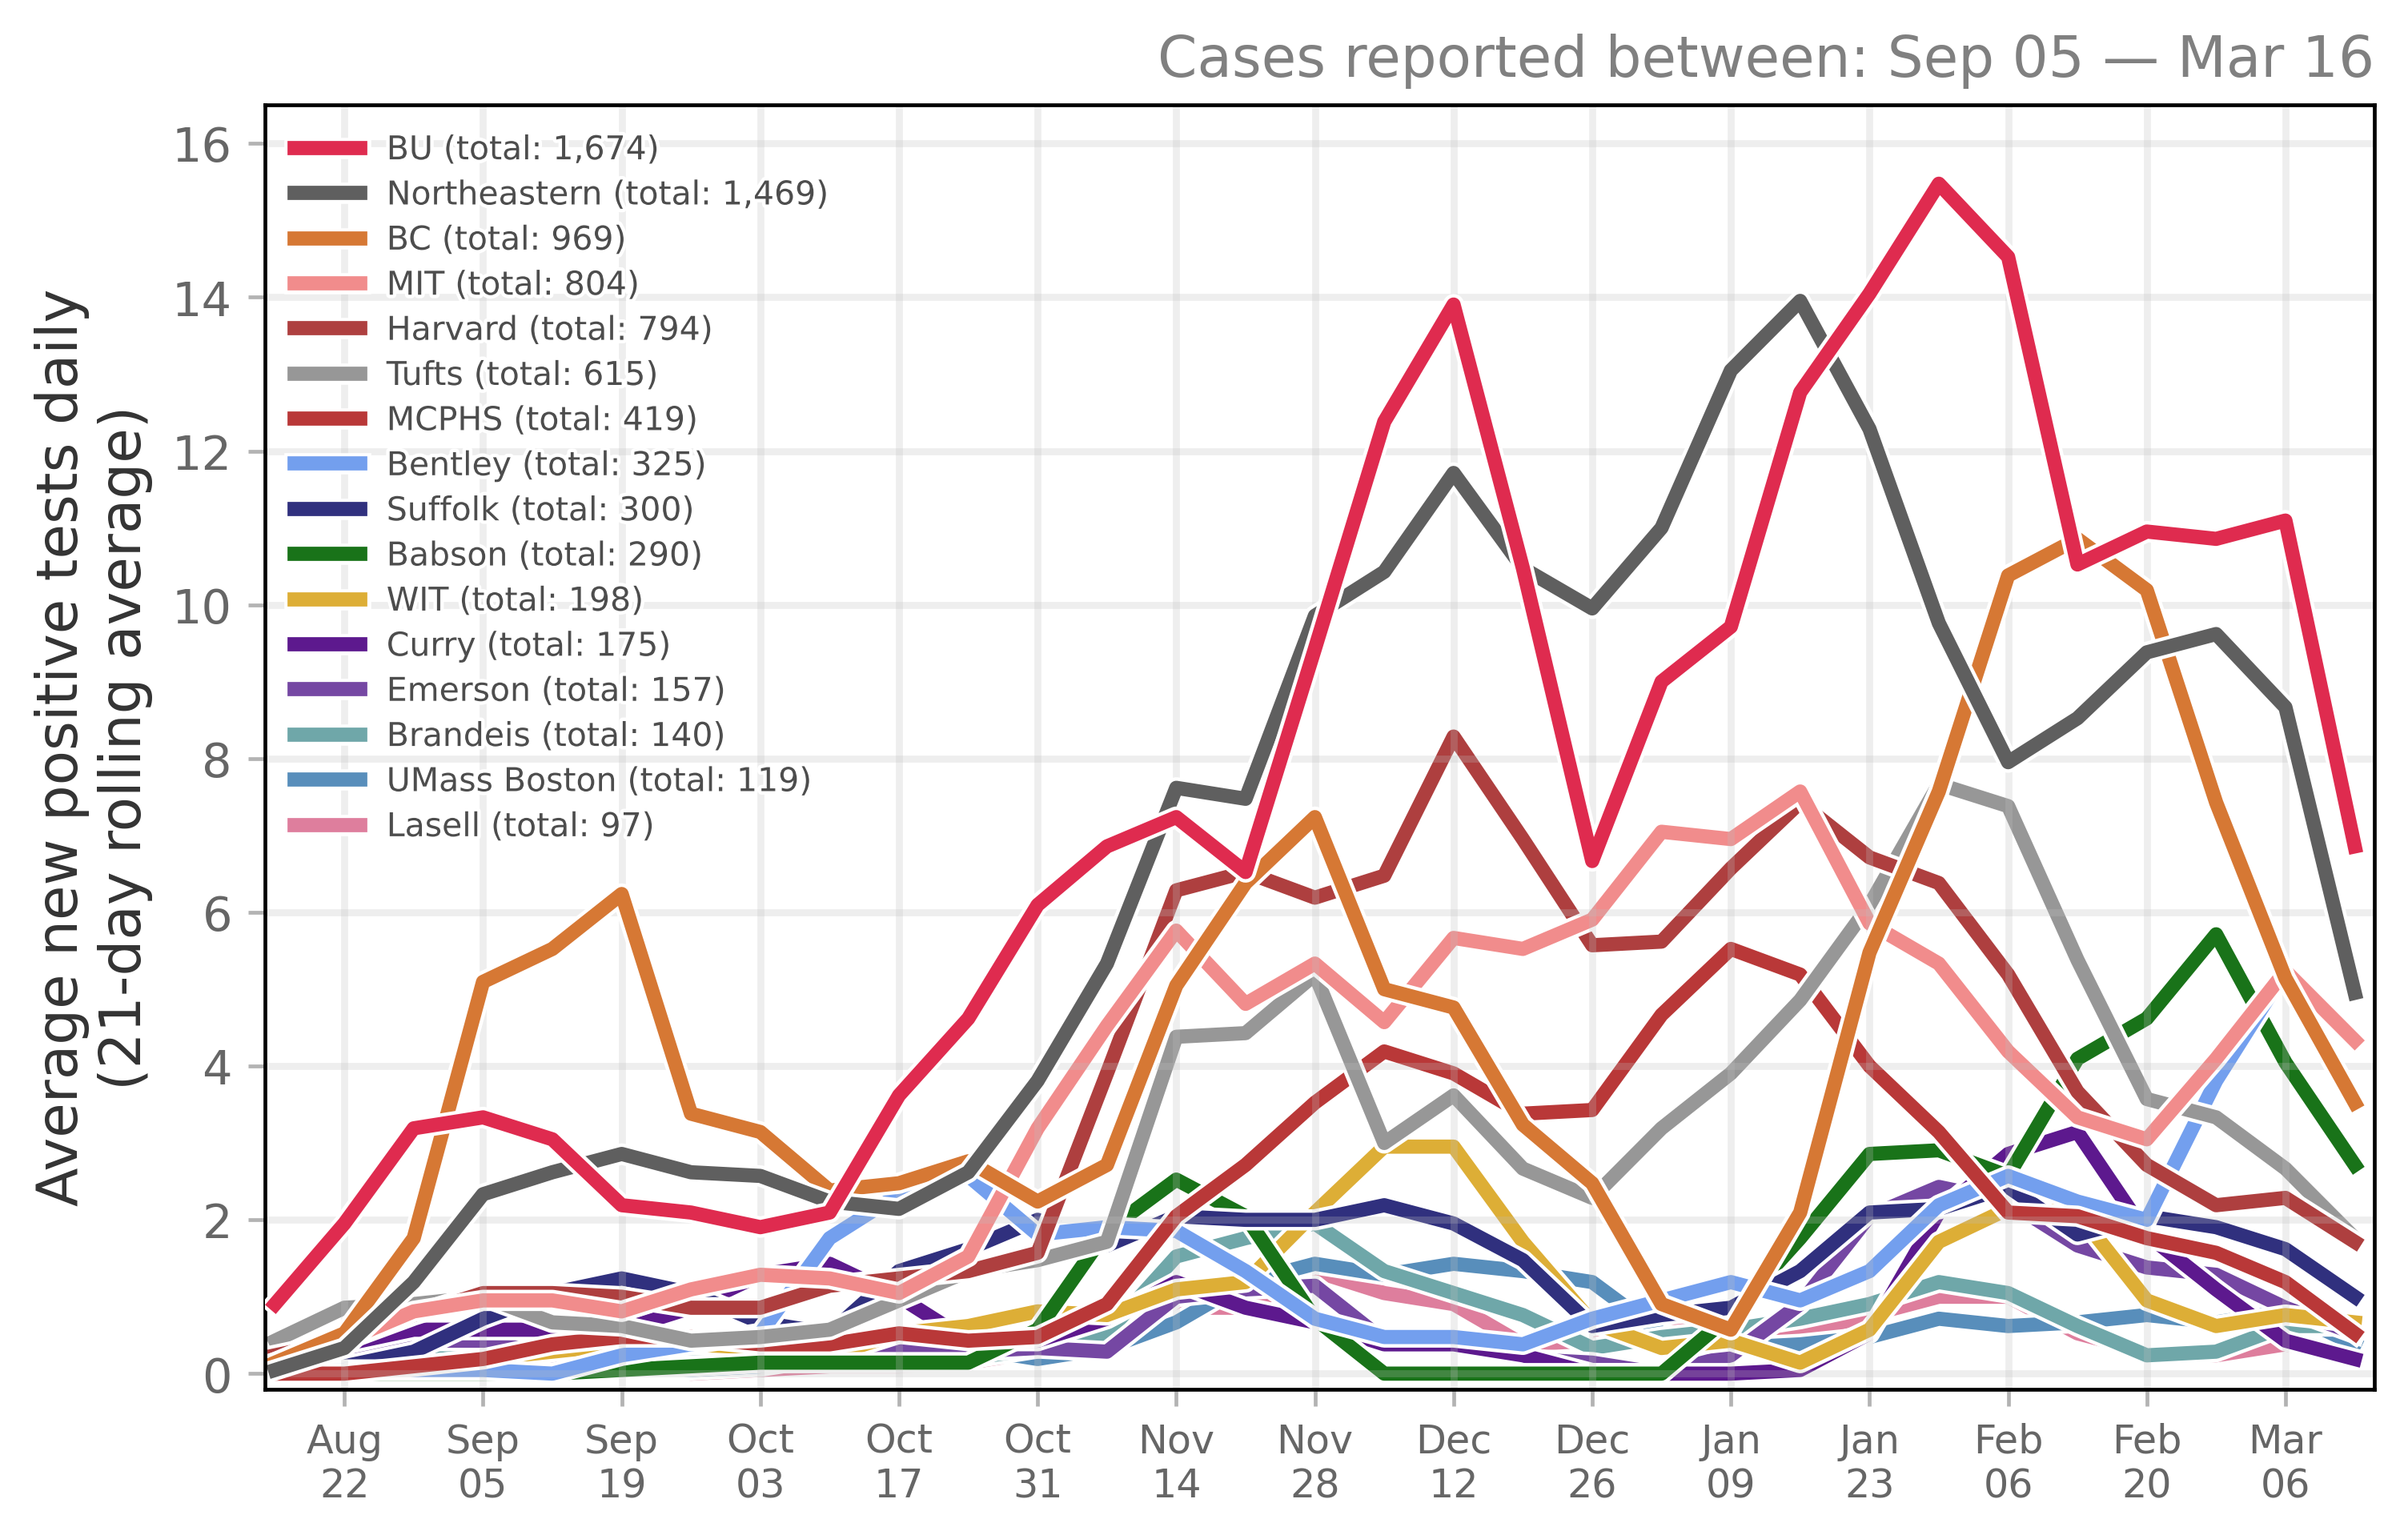 Cases reported between: Sep 05 — Mar 16
Average new positive tests daily
(21-day rolling average)
16
14
12
10
8
6
4
2
0
BU (total: 1,674)
Northeastern (total: 1,469)
BC (total: 969)
MIT (total: 804)
Harvard (total: 794)
Tufts (total: 615)
MCPHS (total: 419)
Bentley (total: 325)
Suffolk (total: 300)
Babson (total: 290)
WIT (total: 198)
Curry (total: 175)
Emerson (total: 157)
Brandeis (total: 140)
UMass Boston (total: 119)
Lasell (total: 97)
Aug Sep Sep Oct Oct Oct Nov Nov Dec Dec Jan Jan Feb Feb Mar
22 05 19 03 17 31 14 28 12 26 09 23 06 20 06